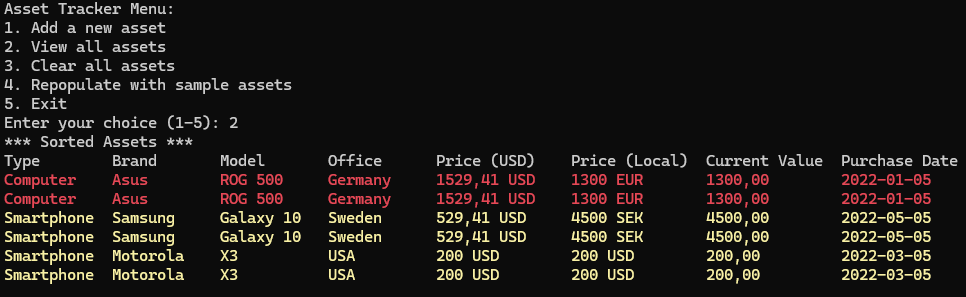 Asset Tracker Menu:
1. Add a new asset
2. View all assets
3. Clear all assets
4. Repopulate with sample assets
5. Exit
Enter your choice (1-5): 2
*** Sorted Assets ***
Type Brand Model Office Price (USD) Price (Local) Current Value Purchase Date
Computer Asus ROG 500 Germany 1529,41 USD 1300 EUR 1300,00 2022-01-05
Computer Asus ROG 500 Germany 1529,41 USD 1300 EUR 1300,00 2022-01-05
Smartphone Samsung Galaxy 10 Sweden 529,41 USD 4500 SEK 4500,00 2022-05-05
Smartphone Samsung Galaxy 10 Sweden 529,41 USD 4500 SEK 4500,00 2022-05-05
Smartphone Motorola X3 USA 200 USD 200 USD 200,00 2022-03-05
Smartphone Motorola X3 USA 200 USD 200 USD 200,00 2022-03-05